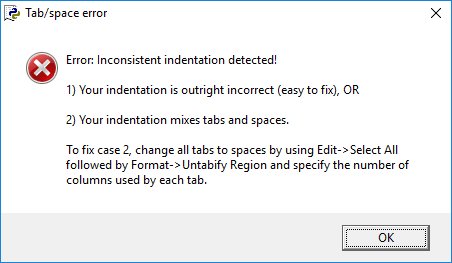 Tab/space error
Error: Inconsistent indentation detected!
1) Your indentation is outright incorrect (easy to fix), OR
2) Your indentation mixes tabs and spaces.
To fix case 2, change all tabs to spaces by using Edit->Select All
followed by Format->Untabify Region and specify the number of
columns used by each tab.
OK